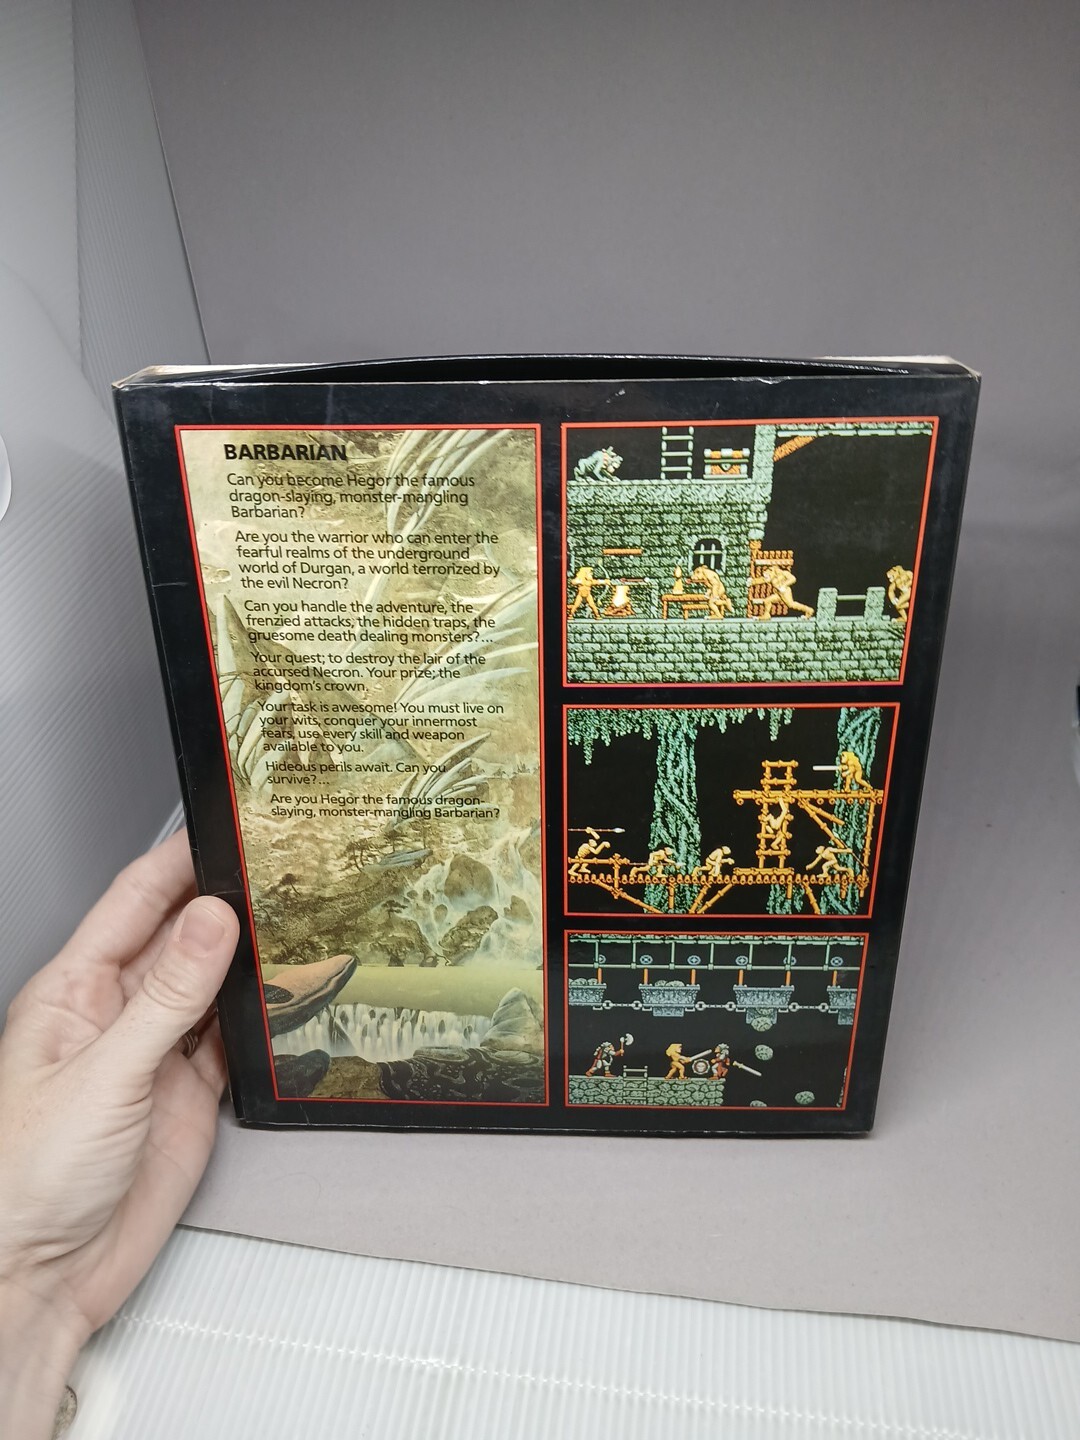 BARBARIAN
Can you become Hegor the famous
dragon-slaying, monster-mangling
Barbarian?
Are you the warrior who can enter the
fearful realms of the underground
world of Durgan, a world terrorized by
the evil Necron?
Can you handle the adventure, the
frenzied attacks, the hidden traps, the
gruesome death dealing monsters?...
Your quest; to destroy the lair of the
accursed Necron. Your prize; the
kingdom's crown.
Your task is awesome! You must live on
your wits, conquer your innermost
fears, use every skill and weapon
available to you.
Hideous perils await. Can you
survive?...
Are you Hegor the famous dragon-
slaying, monster-mangling Barbarian?